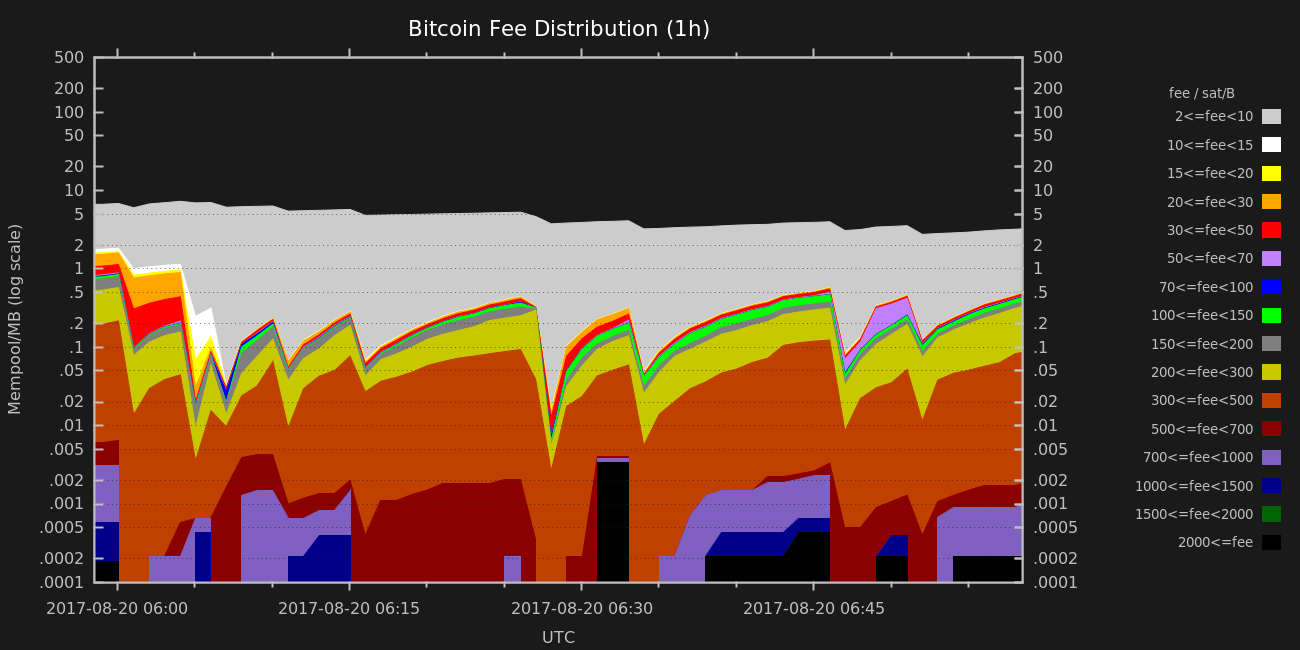 Bitcoin Fee Distribution (1h)
500 500
200 200
100 100
50 50
20 20
10 10
5 5
2 2
1 1
.5 .5
.2 .2
.1 .1
.05 .05
.02 .02
.01 .01
.005 .005
.002 .002
.001 .001
.0005 .0005
.0002 .0002
.0001 .0001
Mempool/MB (log scale)
2017-08-20 06:00 2017-08-20 06:15 2017-08-20 06:30 2017-08-20 06:45
UTC
fee / sat/B
2<=fee<10
10<=fee<15
15<=fee<20
20<=fee<30
30<=fee<50
50<=fee<70
70<=fee<100
100<=fee<150
150<=fee<200
200<=fee<300
300<=fee<500
500<=fee<700
700<=fee<1000
1000<=fee<1500
1500<=fee<2000
2000<=fee